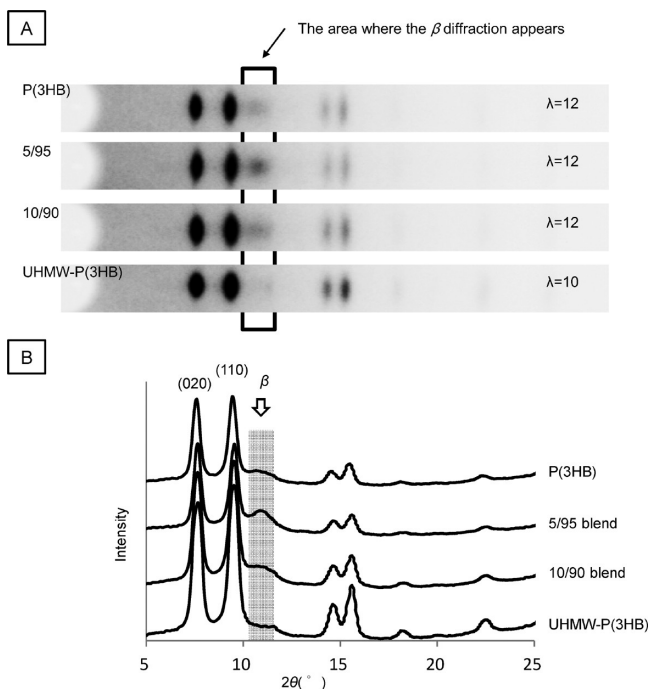 A
The area where the β diffraction appears
P(3HB)
λ=12
5/95
λ=12
10/90
λ=12
UHMW-P(3HB)
λ=10
B
(020)
(110)
β
P(3HB)
5/95 blend
10/90 blend
UHMW-P(3HB)
Intensity
5
10
15
20
25
2θ(°)